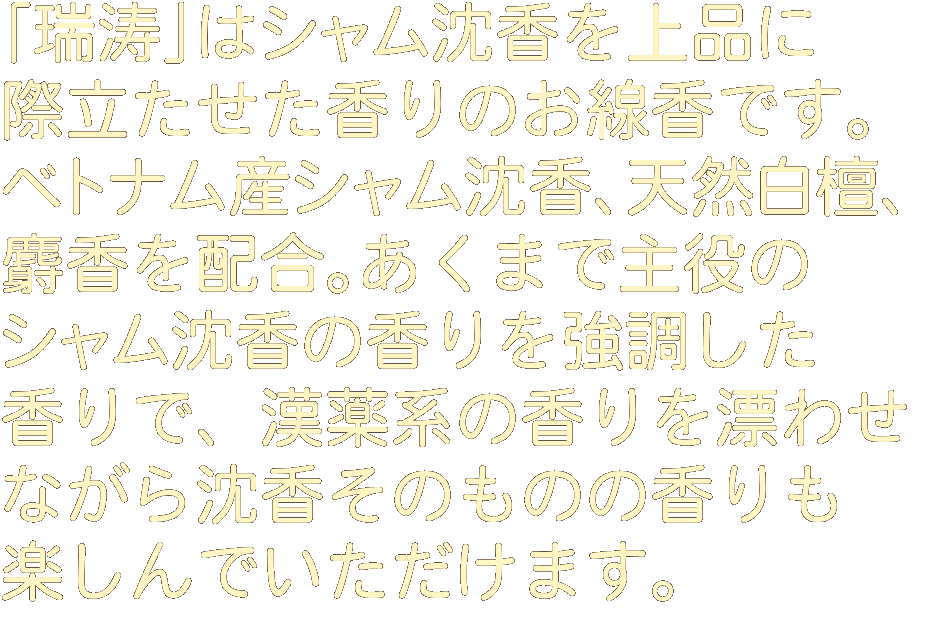 「瑞涛」はシャム沈香を上品に
際立たせた香りのお線香です。
ベトナム産シャム沈香、天然白檀、
麝香を配合。あくまで主役の
シャム沈香の香りを強調した
香りで、漢薬系の香りを漂わせ
ながら沈香そのものの香りも
楽しんでいただけます。